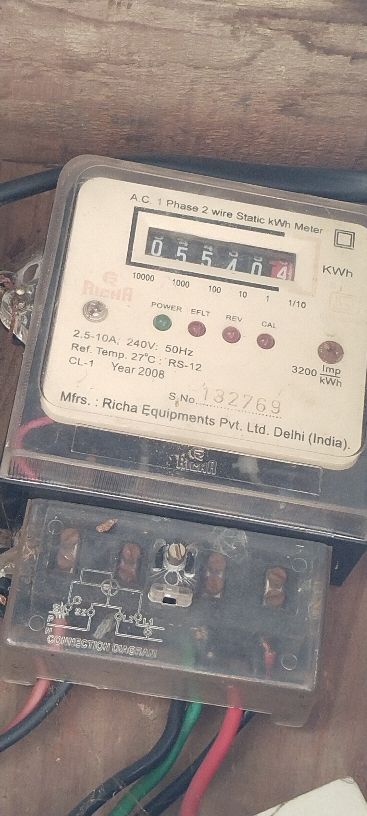 A.C. 1 Phase 2 wire Static kWh Meter
055404
KWh
10000 1000 100 10 1 1/10
RICHA
POWER EFLT REV CAL
2.5-10A, 240V: 50Hz
Ref. Temp. 27°C : RS-12
CL-1 Year 2008
3200 Imp/kWh
S.No. 132769
Mfrs. : Richa Equipments Pvt. Ltd. Delhi (India).
RICHA
CONNECTION DIAGRAM